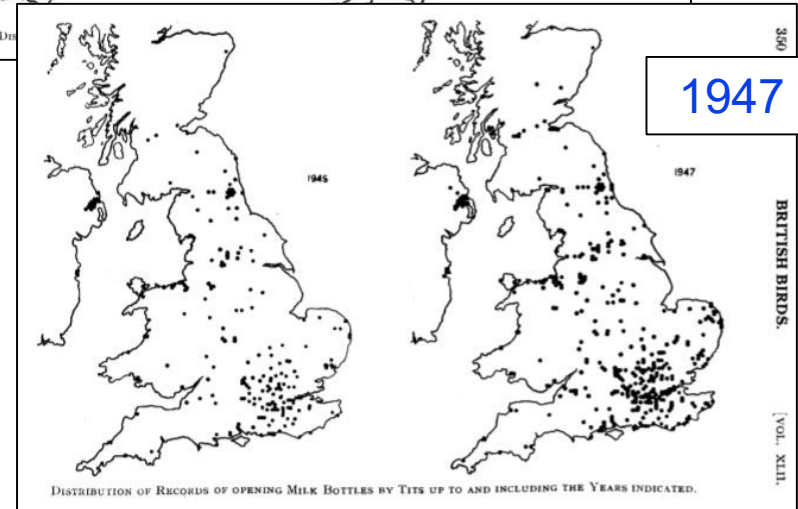 Dis
350
1947
1945
1947
BRITISH BIRDS.
[VOL. XLII.
DISTRIBUTION OF RECORDS OF OPENING MILK BOTTLES BY TITS UP TO AND INCLUDING THE YEARS INDICATED.